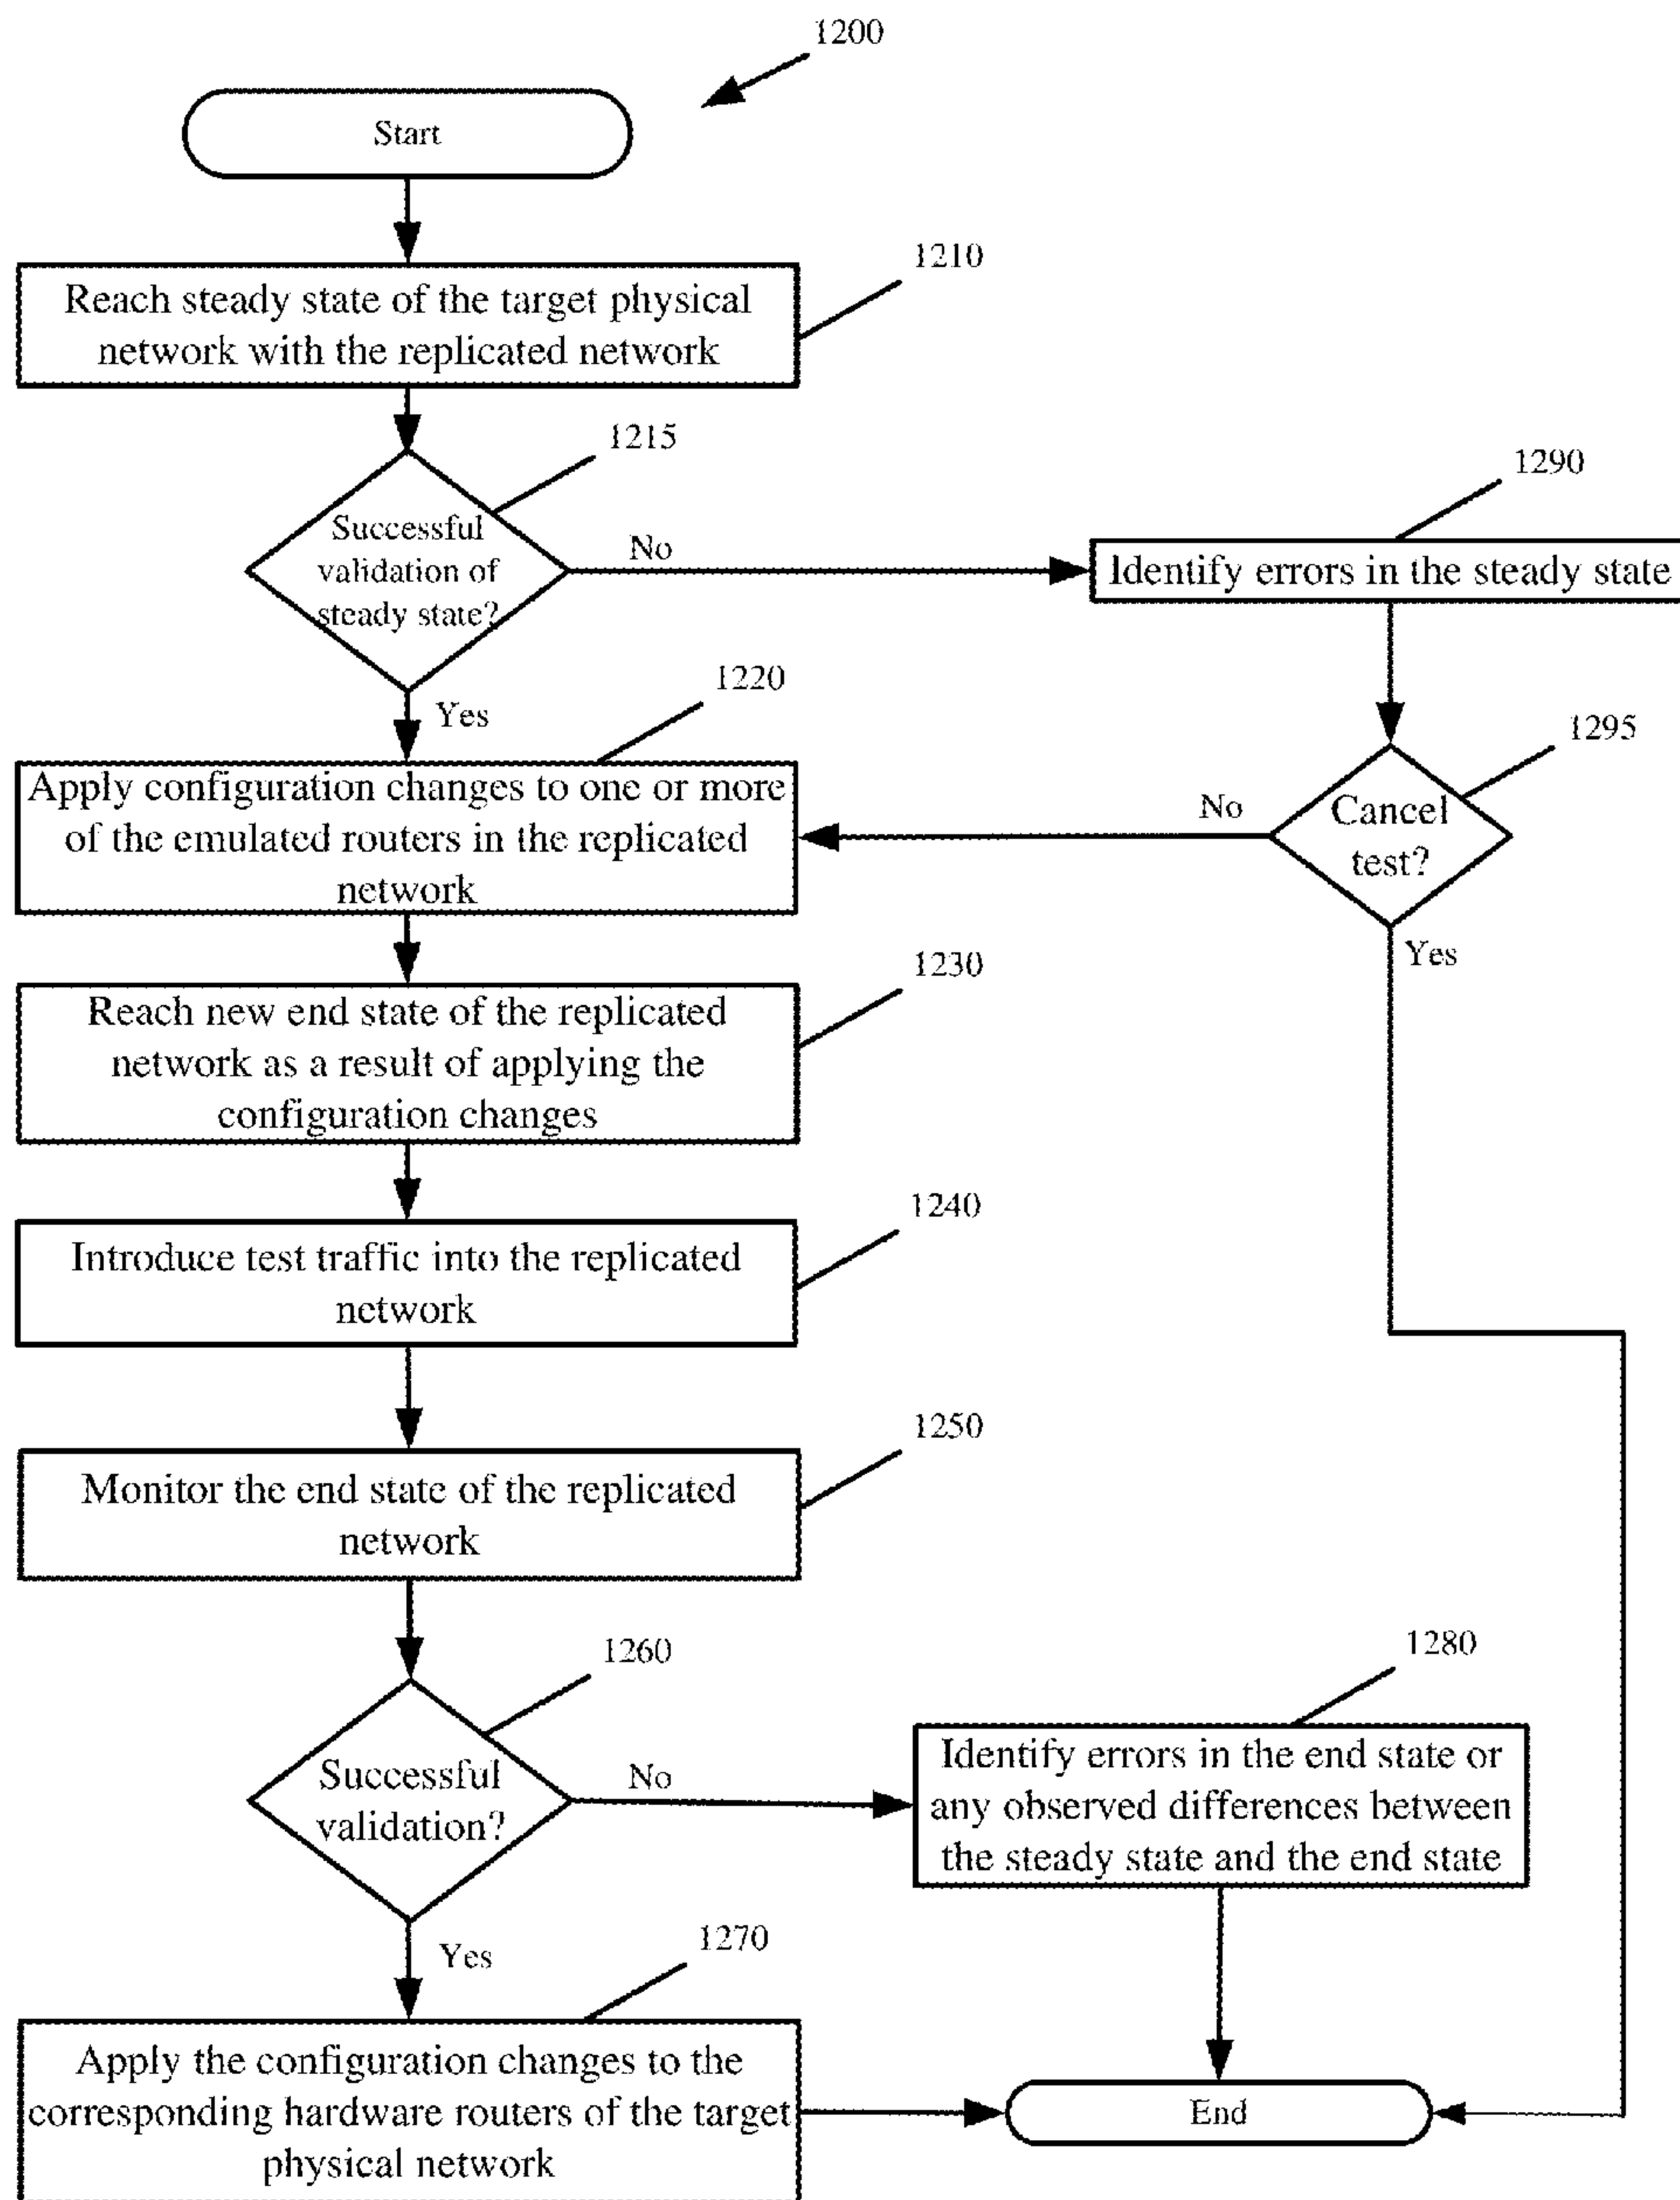 1200
Start
1210
Reach steady state of the target physical
network with the replicated network
1215
Successful
validation of
steady state?
No
Yes
1290
Identify errors in the steady state
1295
Cancel
test?
No
Yes
1220
Apply configuration changes to one or more
of the emulated routers in the replicated
network
1230
Reach new end state of the replicated
network as a result of applying the
configuration changes
1240
Introduce test traffic into the replicated
network
1250
Monitor the end state of the replicated
network
1260
Successful
validation?
No
Yes
1280
Identify errors in the end state or
any observed differences between
the steady state and the end state
1270
Apply the configuration changes to the
corresponding hardware routers of the target
physical network
End